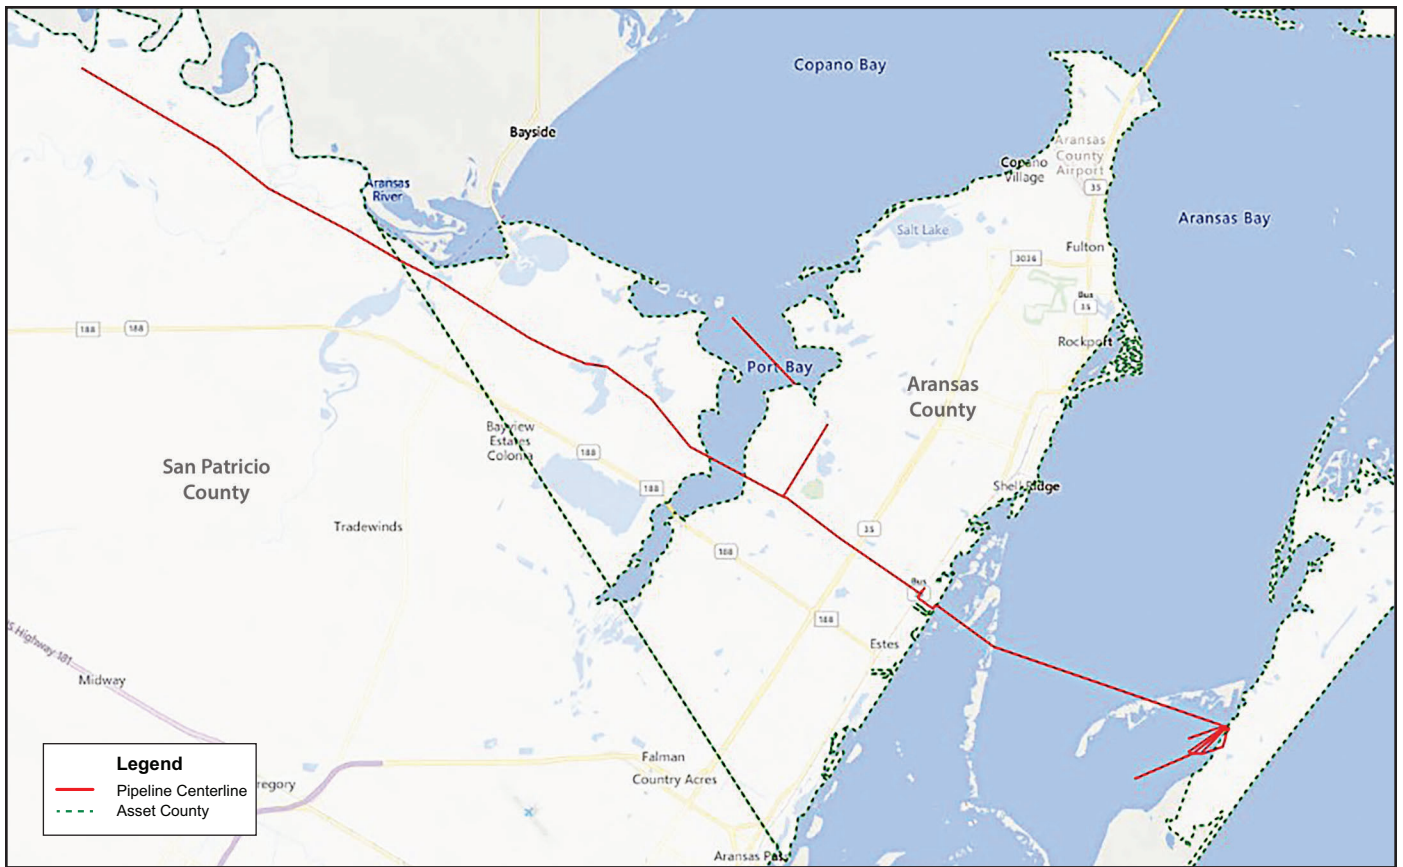 Copano Bay
Bayside
Aransas
County
Airport
Copano
Village
35
Aransas
River
Aransas Bay
Salt Lake
Fulton
3036
Bus
35
188
188
Rockport
Port Bay
Aransas
County
Bayview
Estates
Colonia
188
San Patricio
County
188
Shell Ridge
Tradewinds
35
188
Bus
188
Estes
US Highway 181
Midway
Falman
Country Acres
Legend
Pipeline Centerline
Asset County
regory
Aransas Pass